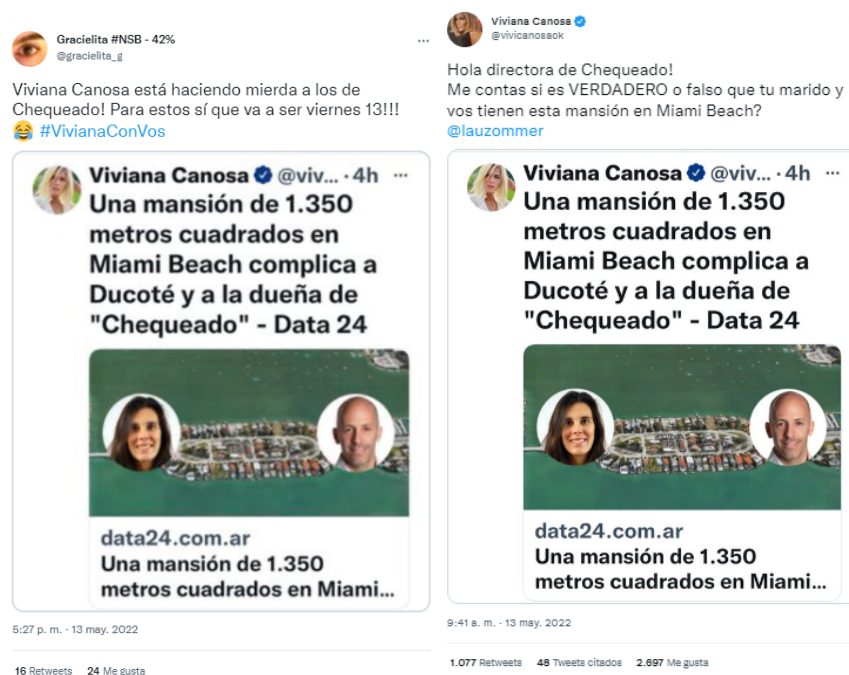 Gracielita #NSB - 42%
@gracielita_g
Viviana Canosa está haciendo mierda a los de
Chequeado! Para estos sí que va a ser viernes 13!!!
😂 #VivianaConVos
Viviana Canosa @viv... · 4h
Una mansión de 1.350
metros cuadrados en
Miami Beach complica a
Ducoté y a la dueña de
"Chequeado" - Data 24
data24.com.ar
Una mansión de 1.350
metros cuadrados en Miami...
5:27 p. m. · 13 may. 2022
16 Retweets 24 Me gusta
Viviana Canosa
@vivicanosaok
Hola directora de Chequeado!
Me contas si es VERDADERO o falso que tu marido y
vos tienen esta mansión en Miami Beach?
@lauzommer
Viviana Canosa @viv... · 4h
Una mansión de 1.350
metros cuadrados en
Miami Beach complica a
Ducoté y a la dueña de
"Chequeado" - Data 24
data24.com.ar
Una mansión de 1.350
metros cuadrados en Miami...
9:41 a. m. · 13 may. 2022
1.077 Retweets 48 Tweets citados 2.697 Me gusta